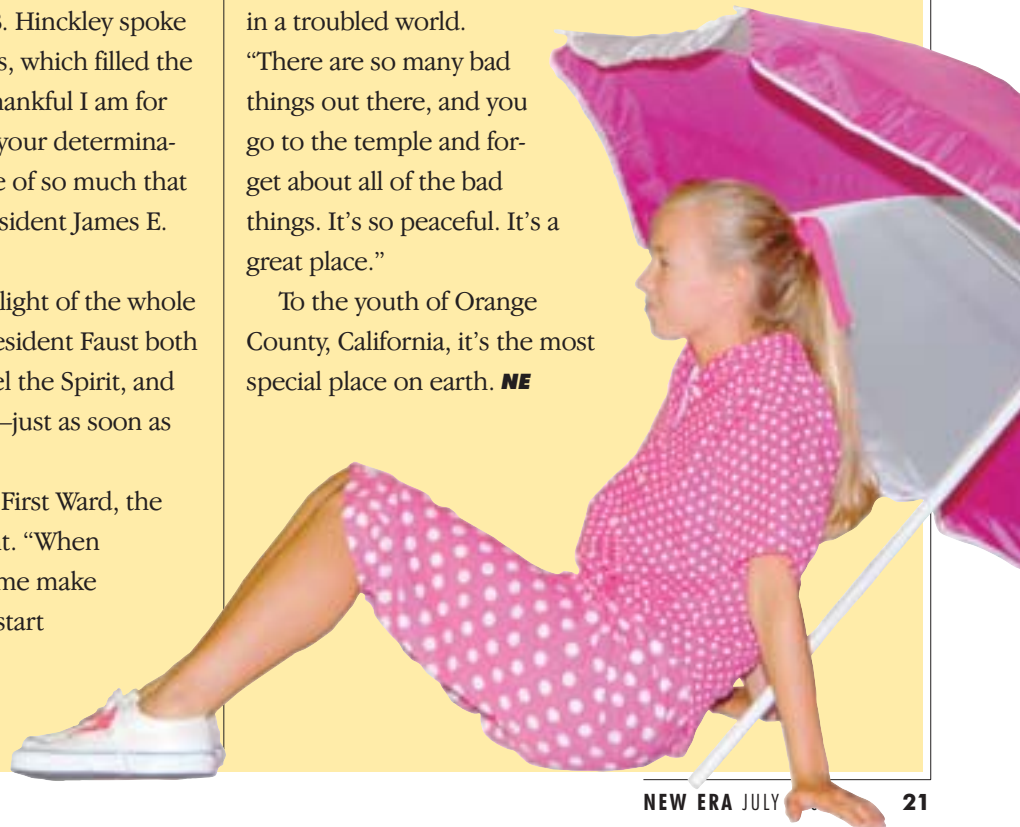 . Hinckley spoke
s, which filled the
hankful I am for
your determina-
e of so much that
sident James E.
light of the whole
esident Faust both
el the Spirit, and
–just as soon as
First Ward, the
t. “When
me make
start
in a troubled world.
“There are so many bad
things out there, and you
go to the temple and for-
get about all of the bad
things. It’s so peaceful. It’s a
great place.”
To the youth of Orange
County, California, it’s the most
special place on earth. NE
NEW ERA JULY
21